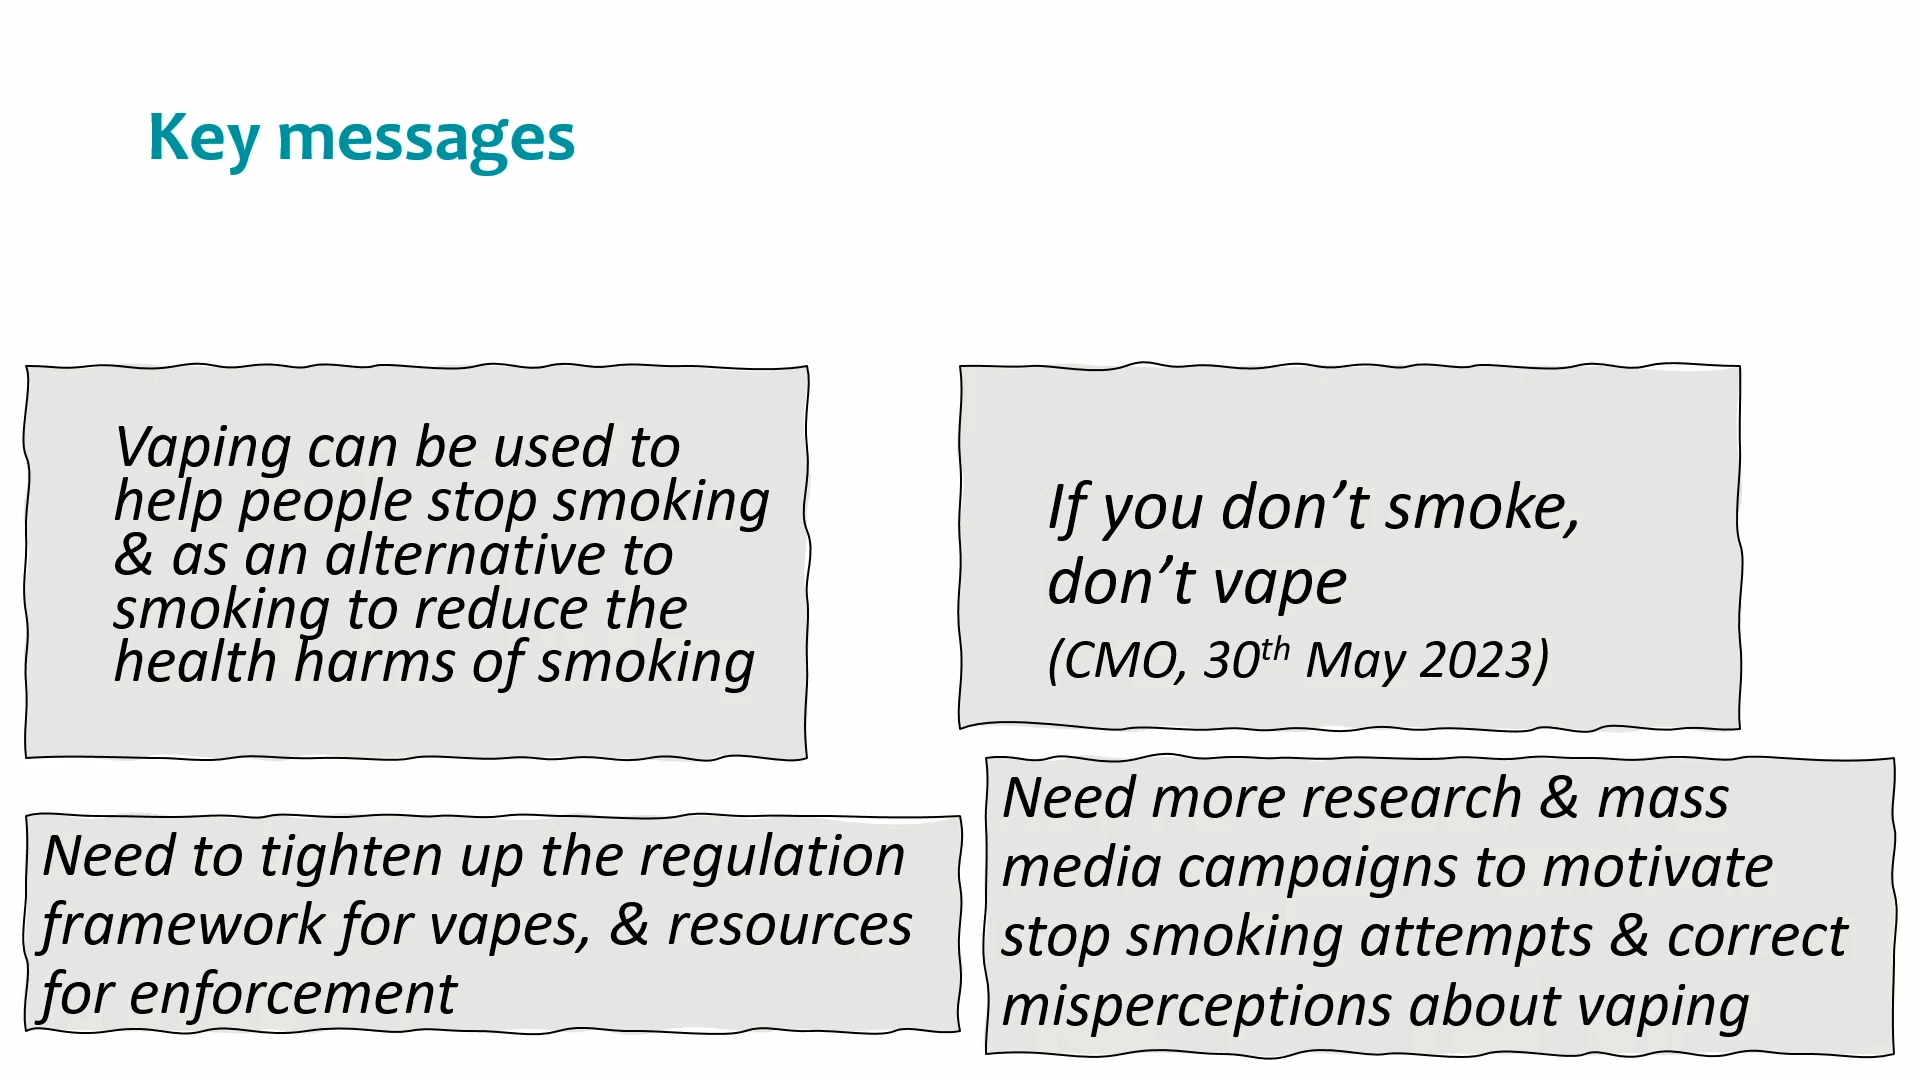 Key messages
Vaping can be used to
help people stop smoking
& as an alternative to
smoking to reduce the
health harms of smoking
If you don’t smoke,
don’t vape
(CMO, 30th May 2023)
Need to tighten up the regulation
framework for vapes, & resources
for enforcement
Need more research & mass
media campaigns to motivate
stop smoking attempts & correct
misperceptions about vaping